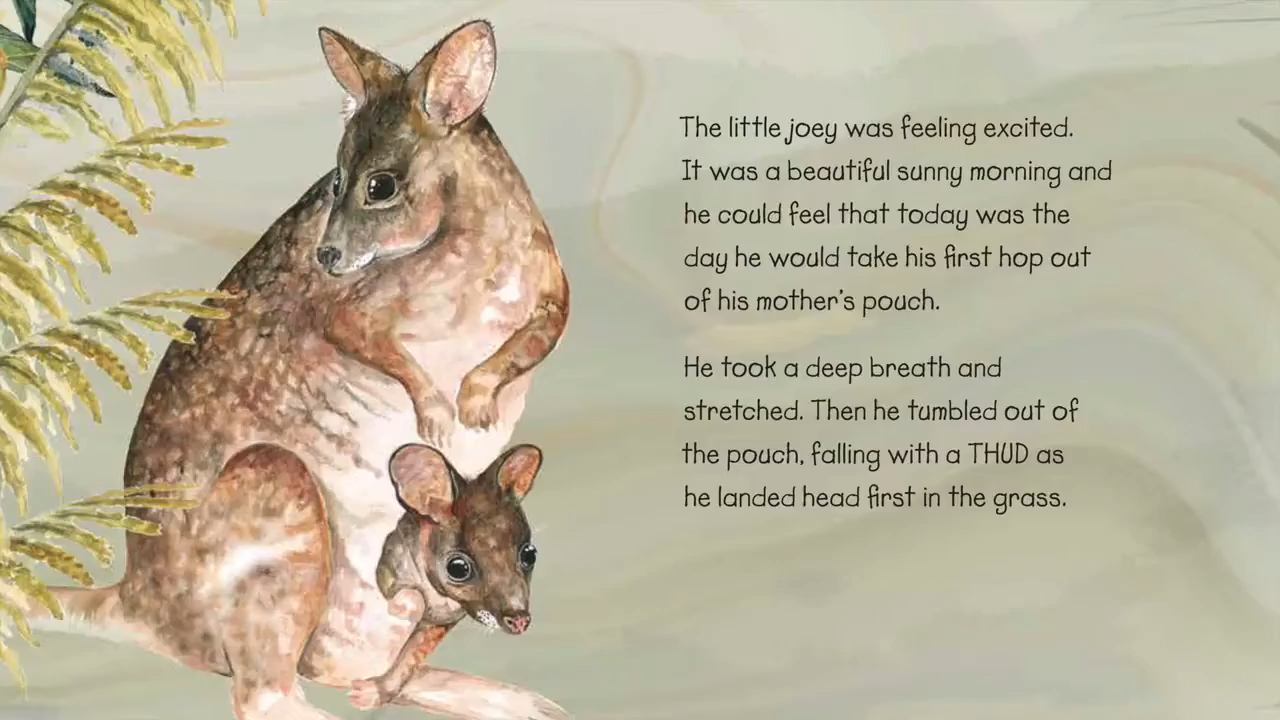 The little joey was feeling excited.
It was a beautiful sunny morning and
he could feel that today was the
day he would take his first hop out
of his mother's pouch.
He took a deep breath and
stretched. Then he tumbled out of
the pouch, falling with a THUD as
he landed head first in the grass.